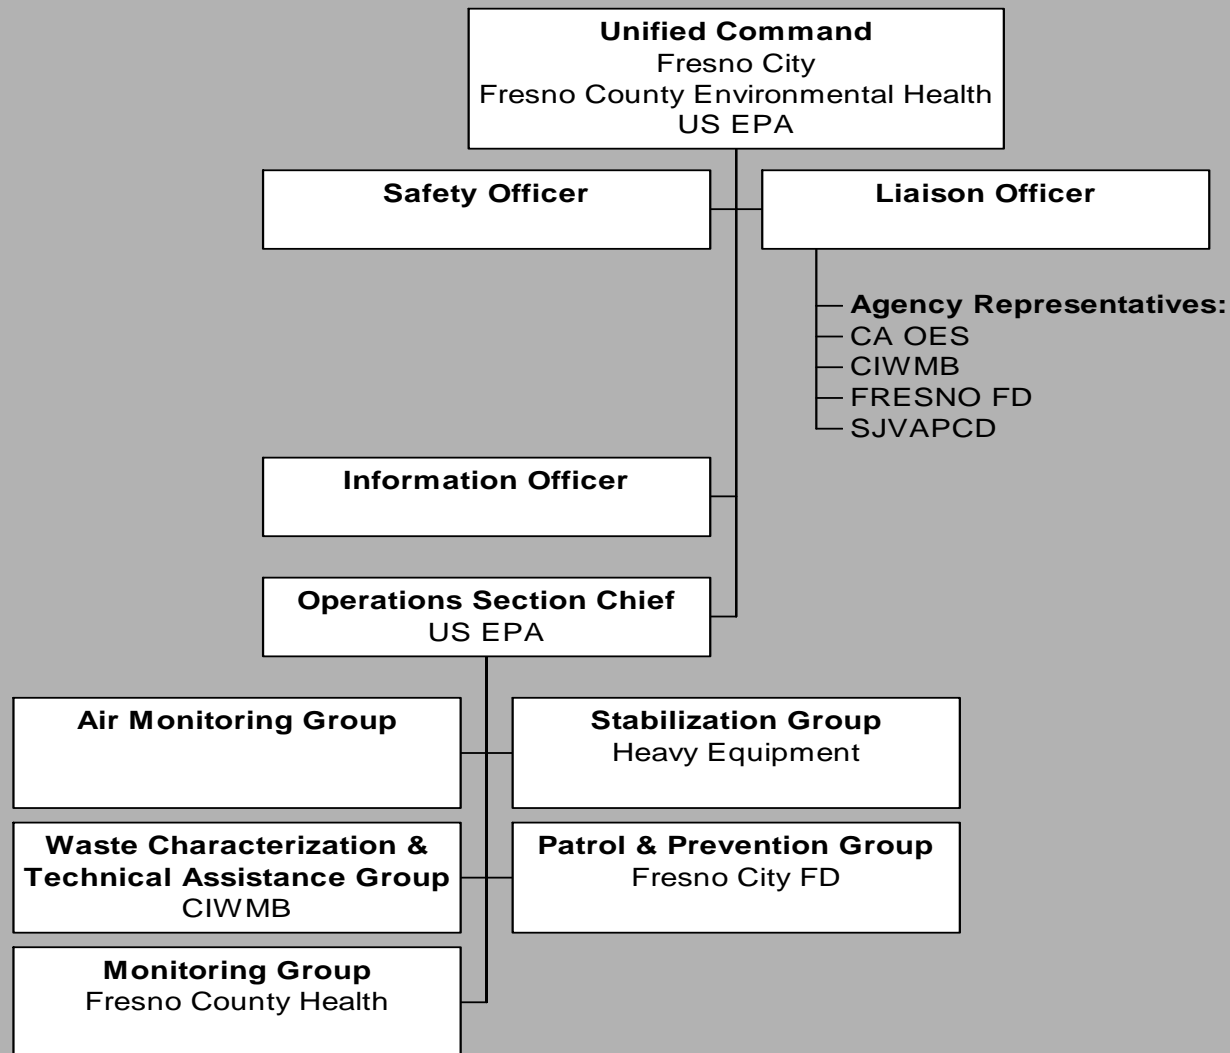 Unified Command
Fresno City
Fresno County Environmental Health
US EPA
Safety Officer
Liaison Officer
Agency Representatives:
CA OES
CIWMB
FRESNO FD
SJVAPCD
Information Officer
Operations Section Chief
US EPA
Air Monitoring Group
Stabilization Group
Heavy Equipment
Waste Characterization &
Technical Assistance Group
CIWMB
Patrol & Prevention Group
Fresno City FD
Monitoring Group
Fresno County Health